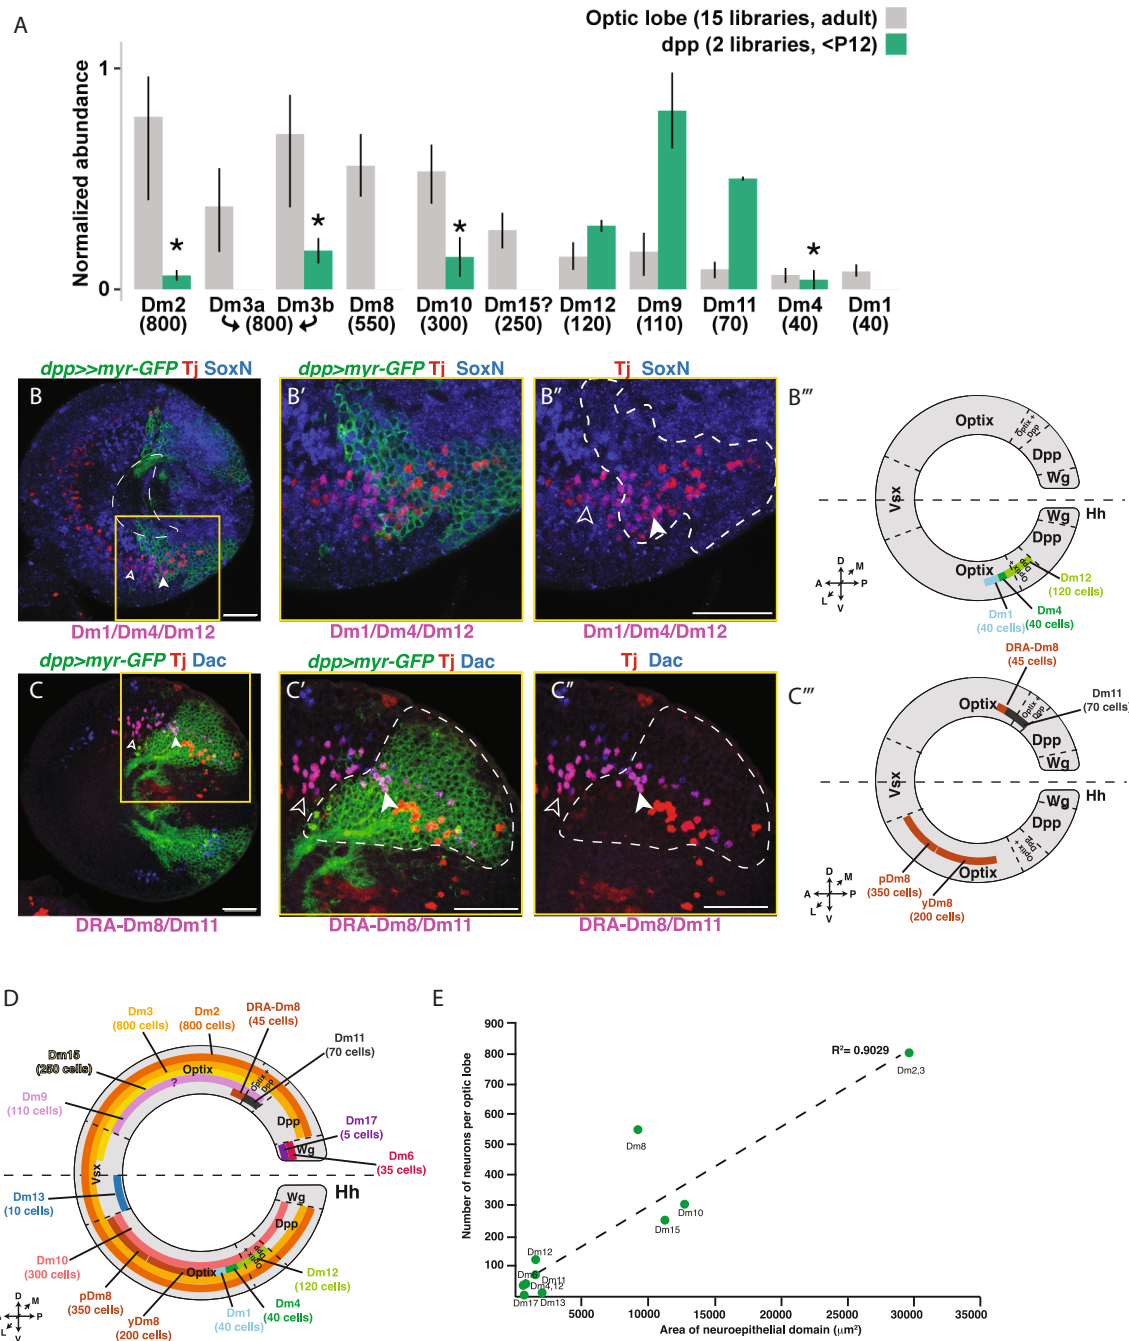 A
Optic lobe (15 libraries, adult)
dpp (2 libraries, <P12)
Normalized abundance
1
0
* * * *
Dm2 Dm3a Dm3b Dm8 Dm10 Dm15? Dm12 Dm9 Dm11 Dm4 Dm1
(800) (800) (550) (300) (250) (120) (110) (70) (40) (40)
dpp>>myr-GFP Tj SoxN
dpp>myr-GFP Tj SoxN
Tj SoxN
B
B'
B''
B'''
Dm1/Dm4/Dm12
Dm1/Dm4/Dm12
Optix
Optix + Dpp
Dpp
Wg
Vsx
Hh
Wg
Dpp
Optix
Dm12
(120 cells)
Dm1
(40 cells)
Dm4
(40 cells)
D
M
A P
L
V
dpp>myr-GFP Tj Dac
dpp>myr-GFP Tj Dac
Tj Dac
C
C'
C''
C'''
DRA-Dm8/Dm11
DRA-Dm8/Dm11
DRA-Dm8
(45 cells)
Dm11
(70 cells)
Optix
Optix + Dpp
Dpp
Wg
Vsx
Hh
Wg
Dpp
Optix + Dpp
Optix
pDm8
(350 cells)
yDm8
(200 cells)
D
M
A P
L
V
D
Dm3
(800 cells)
Dm2
(800 cells)
DRA-Dm8
(45 cells)
Dm11
(70 cells)
Dm15
(250 cells)
Dm9
(110 cells)
Optix
?
Optix + Dpp
Dpp
Wg
Dm17
(5 cells)
Dm6
(35 cells)
Vsx
Hh
Dm13
(10 cells)
Wg
Dpp
Optix
Dm10
(300 cells)
pDm8
(350 cells)
yDm8
(200 cells)
Dm1
(40 cells)
Dm4
(40 cells)
Dm12
(120 cells)
D
M
A P
L
V
E
Number of neurons per optic lobe
900
800
700
600
500
400
300
200
100
R²= 0.9029
Dm2,3
Dm8
Dm10
Dm15
Dm12
Dm11
Dm4,12
Dm17
Dm13
5000 10000 15000 20000 25000 30000 35000
Area of neuroepithelial domain (μm²)